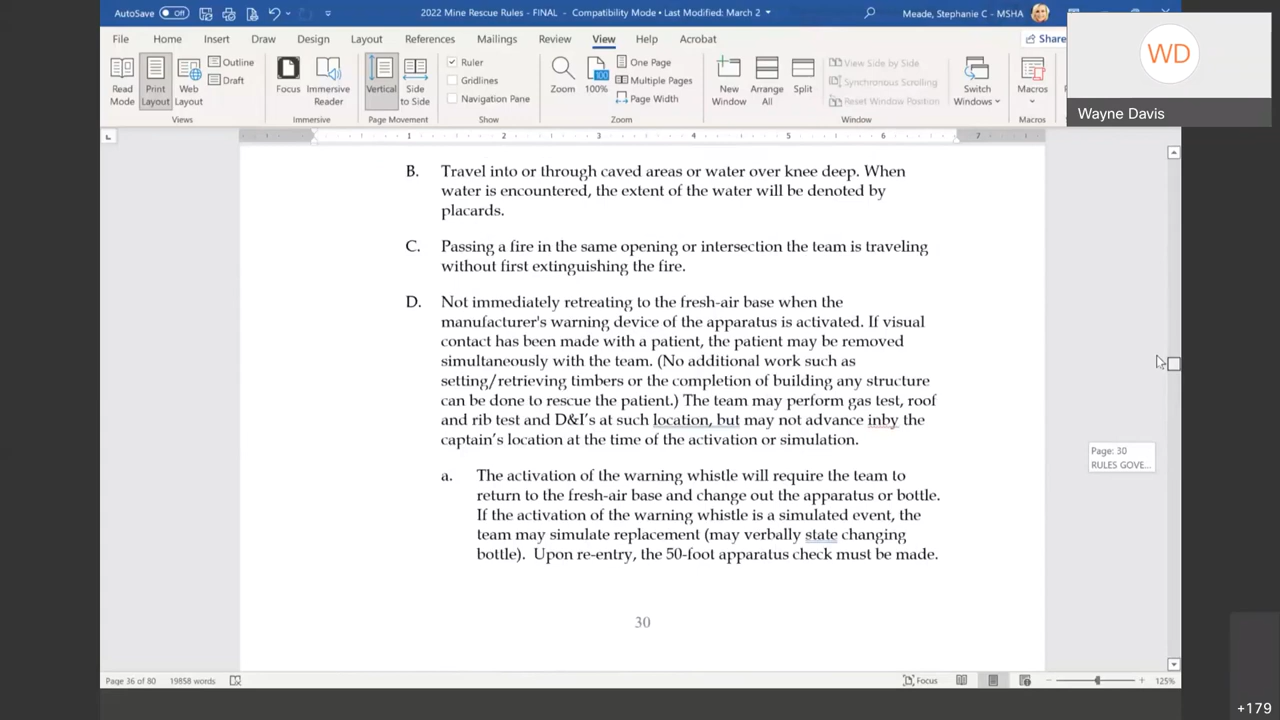 AutoSave Off 2022 Mine Rescue Rules - FINAL - Compatibility Mode • Last Modified: March 2 Meade, Stephanie C - MSHA
File Home Insert Draw Design Layout References Mailings Review View Help Acrobat Share
WD
Wayne Davis
Read Mode
Print Layout
Web Layout
Outline
Draft
Views
Focus
Immersive Reader
Immersive
Vertical
Side to Side
Page Movement
Ruler
Gridlines
Navigation Pane
Show
Zoom
100
100%
One Page
Multiple Pages
Page Width
Zoom
New Window
Arrange All
Split
View Side by Side
Synchronous Scrolling
Reset Window Position
Window
Switch Windows
Macros
Macros
1 2 3 4 5 6 7
B. Travel into or through caved areas or water over knee deep. When
water is encountered, the extent of the water will be denoted by
placards.
C. Passing a fire in the same opening or intersection the team is traveling
without first extinguishing the fire.
D. Not immediately retreating to the fresh-air base when the
manufacturer's warning device of the apparatus is activated. If visual
contact has been made with a patient, the patient may be removed
simultaneously with the team. (No additional work such as
setting/retrieving timbers or the completion of building any structure
can be done to rescue the patient.) The team may perform gas test, roof
and rib test and D&I's at such location, but may not advance inby the
captain's location at the time of the activation or simulation.
a. The activation of the warning whistle will require the team to
return to the fresh-air base and change out the apparatus or bottle.
If the activation of the warning whistle is a simulated event, the
team may simulate replacement (may verbally state changing
bottle). Upon re-entry, the 50-foot apparatus check must be made.
30
Page: 30
RULES GOVE...
Page 36 of 80 19858 words Focus 125%
+179